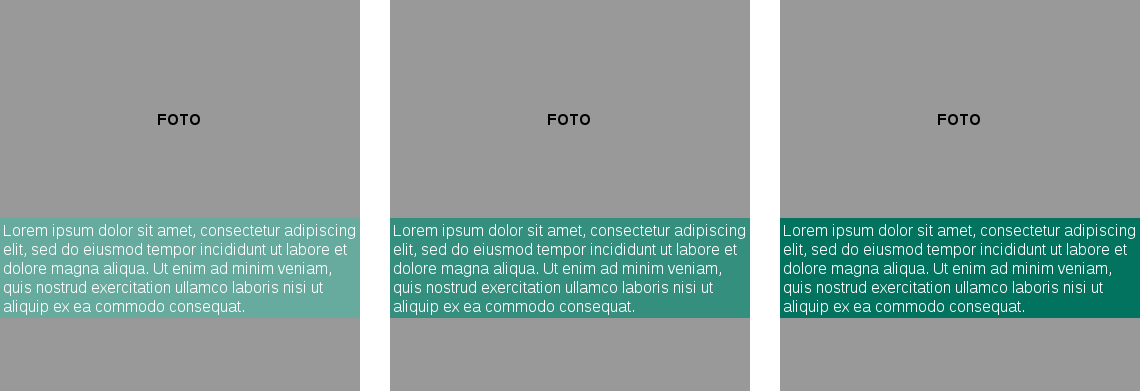 FOTO
Lorem ipsum dolor sit amet, consectetur adipiscing
elit, sed do eiusmod tempor incididunt ut labore et
dolore magna aliqua. Ut enim ad minim veniam,
quis nostrud exercitation ullamco laboris nisi ut
aliquip ex ea commodo consequat.
FOTO
Lorem ipsum dolor sit amet, consectetur adipiscing
elit, sed do eiusmod tempor incididunt ut labore et
dolore magna aliqua. Ut enim ad minim veniam,
quis nostrud exercitation ullamco laboris nisi ut
aliquip ex ea commodo consequat.
FOTO
Lorem ipsum dolor sit amet, consectetur adipiscing
elit, sed do eiusmod tempor incididunt ut labore et
dolore magna aliqua. Ut enim ad minim veniam,
quis nostrud exercitation ullamco laboris nisi ut
aliquip ex ea commodo consequat.